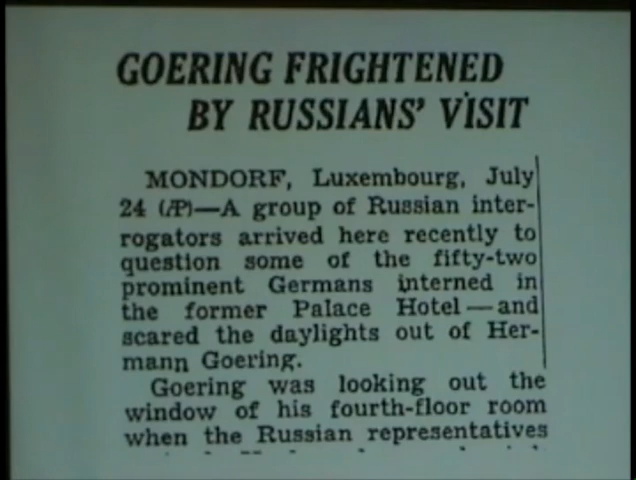 GOERING FRIGHTENED
BY RUSSIANS' VISIT
MONDORF, Luxembourg, July
24 (AP)—A group of Russian inter-
rogators arrived here recently to
question some of the fifty-two
prominent Germans interned in
the former Palace Hotel—and
scared the daylights out of Her-
mann Goering.
Goering was looking out the
window of his fourth-floor room
when the Russian representatives